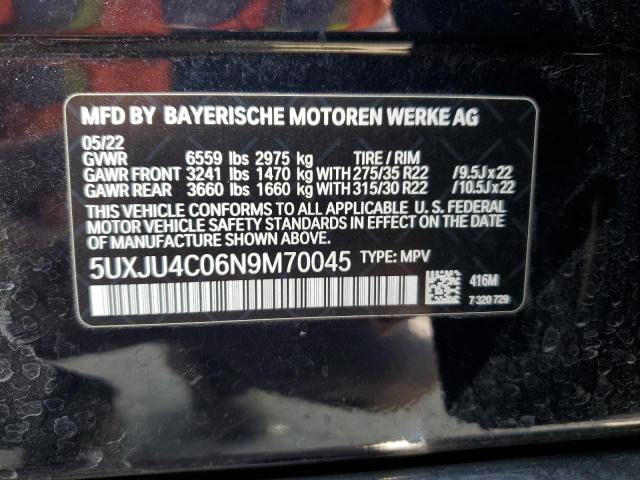 MFD BY BAYERISCHE MOTOREN WERKE AG
05/22
GVWR 6559 lbs 2975 kg TIRE / RIM
GAWR FRONT 3241 lbs 1470 kg WITH 275/35 R22 /9.5J x 22
GAWR REAR 3660 lbs 1660 kg WITH 315/30 R22 /10.5J x 22
THIS VEHICLE CONFORMS TO ALL APPLICABLE U. S. FEDERAL
MOTOR VEHICLE SAFETY STANDARDS IN EFFECT ON THE
DATE OF MANUFACTURE SHOWN ABOVE.
5UXJU4C06N9M70045 TYPE: MPV
416M
7 320 729